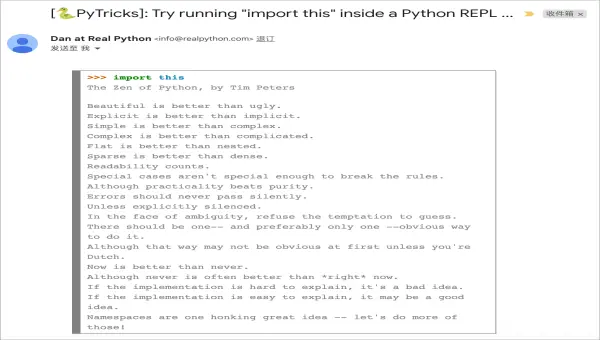 [🐍PyTricks]: Try running "import this" inside a Python REPL ... 收件箱 ×
Dan at Real Python <info@realpython.com> 退订
发送至 我
>>> import this
The Zen of Python, by Tim Peters
Beautiful is better than ugly.
Explicit is better than implicit.
Simple is better than complex.
Complex is better than complicated.
Flat is better than nested.
Sparse is better than dense.
Readability counts.
Special cases aren't special enough to break the rules.
Although practicality beats purity.
Errors should never pass silently.
Unless explicitly silenced.
In the face of ambiguity, refuse the temptation to guess.
There should be one-- and preferably only one --obvious way
to do it.
Although that way may not be obvious at first unless you're
Dutch.
Now is better than never.
Although never is often better than *right* now.
If the implementation is hard to explain, it's a bad idea.
If the implementation is easy to explain, it may be a good
idea.
Namespaces are one honking great idea -- let's do more of
those!